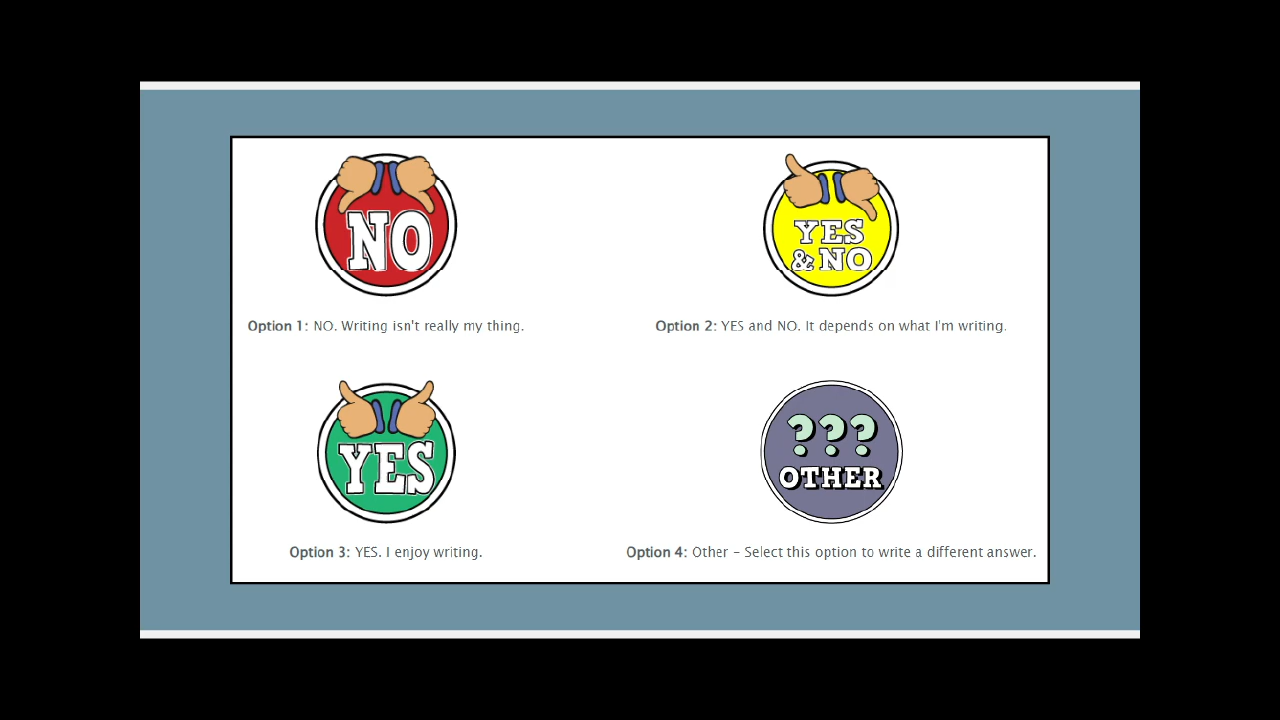 NO
Option 1: NO. Writing isn't really my thing.
YES
& NO
Option 2: YES and NO. It depends on what I'm writing.
YES
Option 3: YES. I enjoy writing.
???
OTHER
Option 4: Other – Select this option to write a different answer.